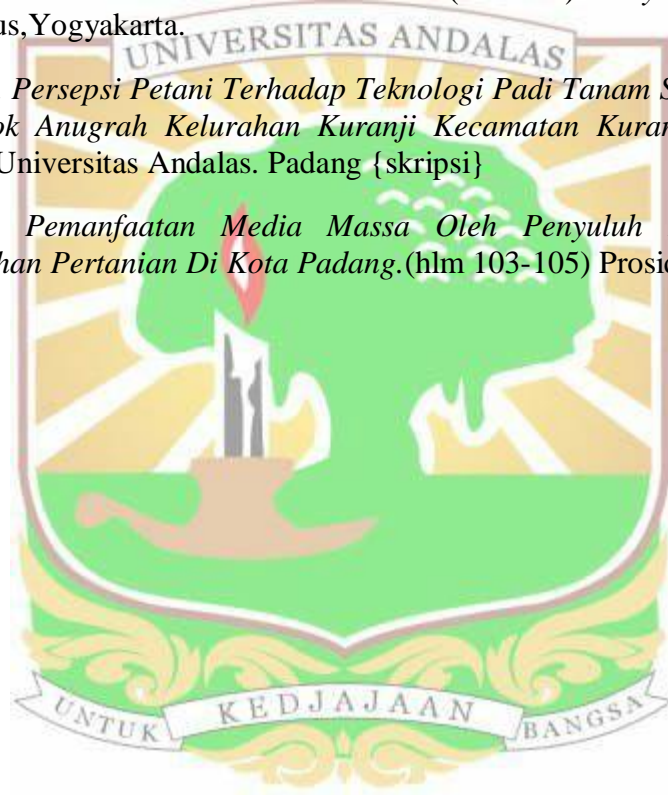 us,Yogyakarta.
UNIVERSITAS ANDALAS
Persepsi Petani Terhadap Teknologi Padi Tanam S
ok Anugrah Kelurahan Kuranji Kecamatan Kuran
Universitas Andalas. Padang {skripsi}
Pemanfaatan Media Massa Oleh Penyuluh
han Pertanian Di Kota Padang.(hlm 103-105) Prosid
UNTUK KEDJAJAAN BANGSA